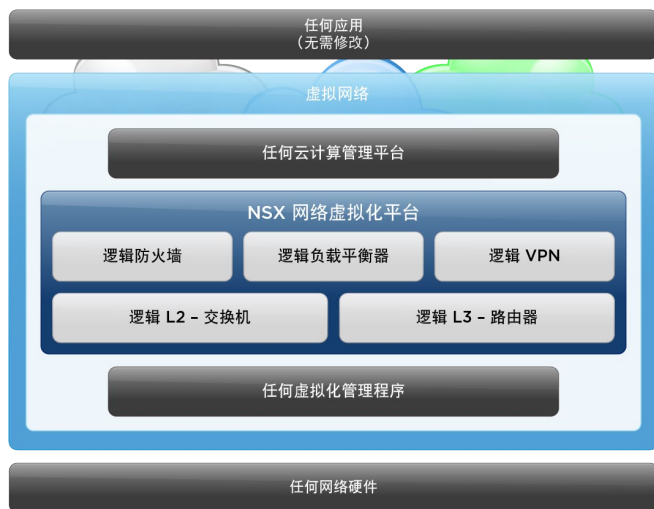 任何应用
（无需修改）
虚拟网络
任何云计算管理平台
NSX 网络虚拟化平台
逻辑防火墙
逻辑负载平衡器
逻辑 VPN
逻辑 L2 – 交换机
逻辑 L3 – 路由器
任何虚拟化管理程序
任何网络硬件